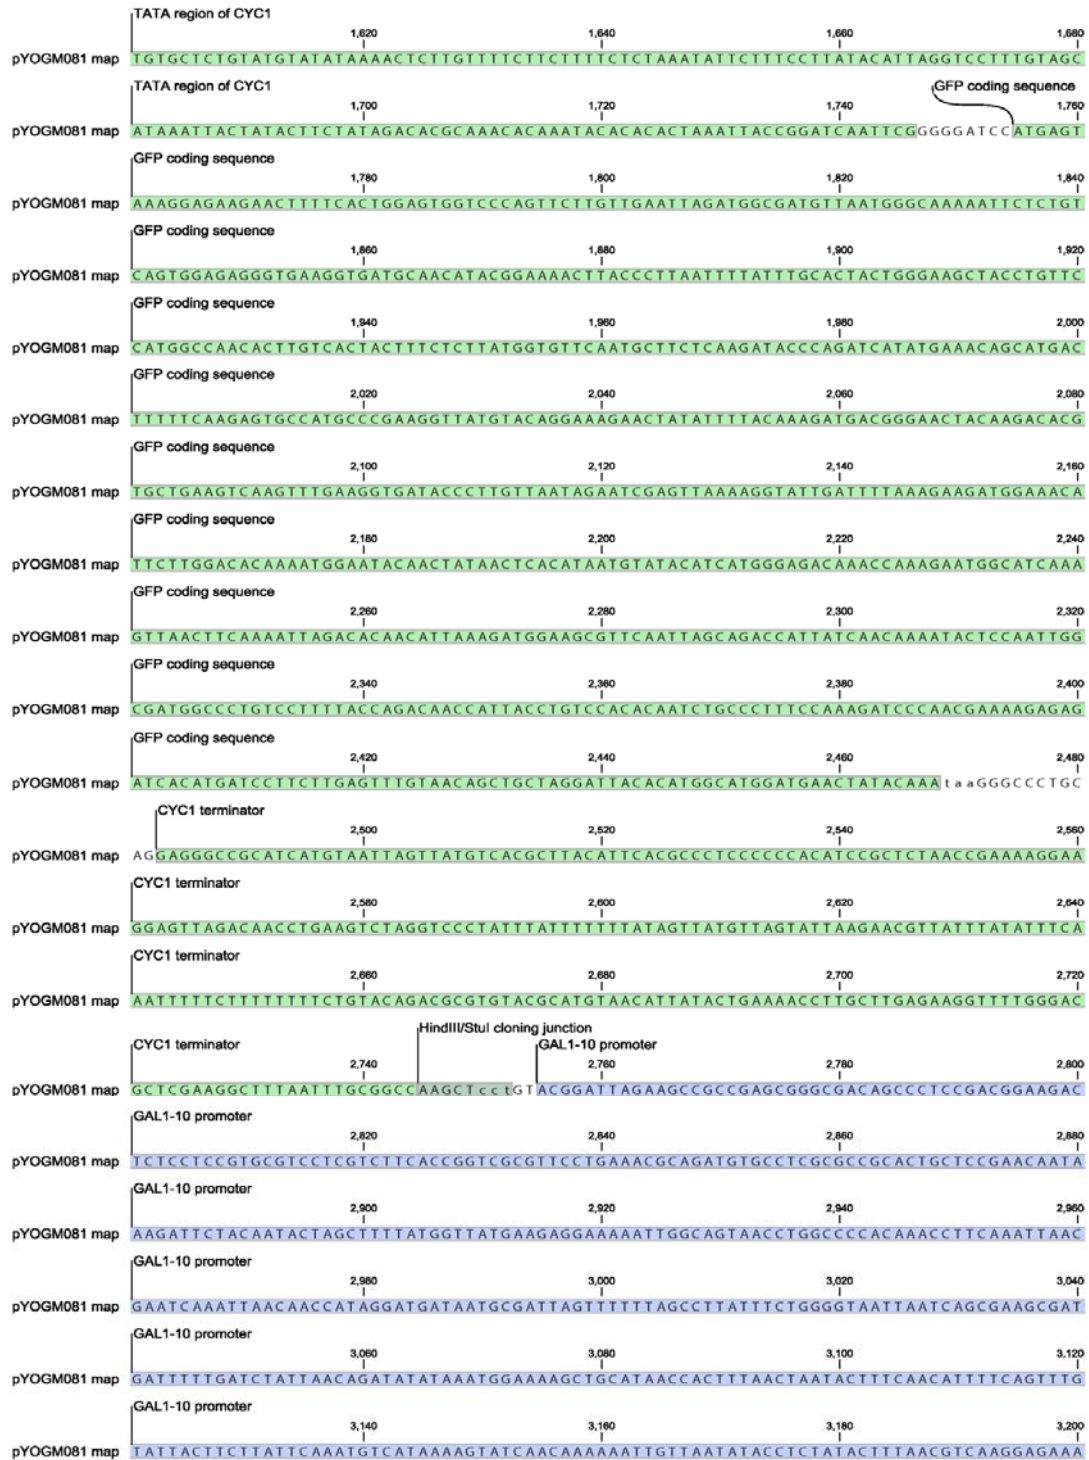 TATA region of CYC1
1,620 1,640 1,660 1,680
pYOGM081 map TGTGCTCTGTATGTATATAAAACTCTTGTTTTCTTCTTTTCTCTAAATATTCTTTCCTTATACATTAGGTCCTTTGTAGC
TATA region of CYC1 GFP coding sequence
1,700 1,720 1,740 1,760
pYOGM081 map ATAAATTACTATACTTCTATAGACACGCAAACACAAATACACACACTAAATTACCGGATCAATTCGGGGGATCCATGAGT
GFP coding sequence
1,780 1,800 1,820 1,840
pYOGM081 map AAAGGAGAAGAACTTTTCACTGGAGTGGTCCCAGTTCTTGTTGAATTAGATGGCGATGTTAATGGGCAAAAATTCTCTGT
GFP coding sequence
1,860 1,880 1,900 1,920
pYOGM081 map CAGTGGAGAGGGTGAAGGTGATGCAACATACGGAAAACTTACCCTTAATTTTATTTGCACTACTGGGAAGCTACCTGTTC
GFP coding sequence
1,940 1,960 1,980 2,000
pYOGM081 map CATGGCCAACACTTGTCACTACTTTCTCTTATGGTGTTCAATGCTTCTCAAGATACCCAGATCATATGAAACAGCATGAC
GFP coding sequence
2,020 2,040 2,060 2,080
pYOGM081 map TTTTTCAAGAGTGCCATGCCCGAAGGTTATGTACAGGAAAGAACTATATTTTACAAAGATGACGGGAACTACAAGACACG
GFP coding sequence
2,100 2,120 2,140 2,160
pYOGM081 map TGCTGAAGTCAAGTTTGAAGGTGATACCCTTGTTAATAGAATCGAGTTAAAAGGTATTGATTTTAAAGAAGATGGAAACA
GFP coding sequence
2,180 2,200 2,220 2,240
pYOGM081 map TTCTTGGACACAAAATGGAATACAACTATAACTCACATAATGTATACATCATGGGAGACAAACCAAAGAATGGCATCAAA
GFP coding sequence
2,260 2,280 2,300 2,320
pYOGM081 map GTTAACTTCAAAATTAGACACAACATTAAAGATGGAAGCGTTCAATTAGCAGACCATTATCAACAAAATACTCCAATTGG
GFP coding sequence
2,340 2,360 2,380 2,400
pYOGM081 map CGATGGCCCTGTCCTTTTACCAGACAACCATTACCTGTCCACACAATCTGCCCTTTCCAAAGATCCCAACGAAAAGAGAG
GFP coding sequence
2,420 2,440 2,460 2,480
pYOGM081 map ATCACATGATCCTTCTTGAGTTTGTAACAGCTGCTAGGATTACACATGGCATGGATGAACTATACAAAtaaGGGCCCTGC
CYC1 terminator
2,500 2,520 2,540 2,560
pYOGM081 map AGGAGGGCCGCATCATGTAATTAGTTATGTCACGCTTACATTCACGCCCTCCCCCCACATCCGCTCTAACCGAAAAGGAA
CYC1 terminator
2,580 2,600 2,620 2,640
pYOGM081 map GGAGTTAGACAACCTGAAGTCTAGGTCCCTATTTATTTTTTTATAGTTATGTTAGTATTAAGAACGTTATTTATATTTCA
CYC1 terminator
2,660 2,680 2,700 2,720
pYOGM081 map AATTTTTCTTTTTTTTCTGTACAGACGCGTGTACGCATGTAACATTATACTGAAAACCTTGCTTGAGAAGGTTTTGGGAC
HindIII/StuI cloning junction
CYC1 terminator GAL1-10 promoter
2,740 2,760 2,780 2,800
pYOGM081 map GCTCGAAGGCTTTAATTTGCGGCCAAGCTcctGTACGGATTAGAAGCCGCCGAGCGGGCGACAGCCCTCCGACGGAAGAC
GAL1-10 promoter
2,820 2,840 2,860 2,880
pYOGM081 map TCTCCTCCGTGCGTCCTCGTCTTCACCGGTCGCGTTCCTGAAACGCAGATGTGCCTCGCGCCGCACTGCTCCGAACAATA
GAL1-10 promoter
2,900 2,920 2,940 2,960
pYOGM081 map AAGATTCTACAATACTAGCTTTTATGGTTATGAAGAGGAAAAATTGGCAGTAACCTGGCCCCACAAACCTTCAAATTAAC
GAL1-10 promoter
2,980 3,000 3,020 3,040
pYOGM081 map GAATCAAATTAACAACCATAGGATGATAATGCGATTAGTTTTTTAGCCTTATTTCTGGGGTAATTAATCAGCGAAGCGAT
GAL1-10 promoter
3,060 3,080 3,100 3,120
pYOGM081 map GATTTTTGATCTATTAACAGATATATAAATGGAAAAGCTGCATAACCACTTTAACTAATACTTTCAACATTTTCAGTTTG
GAL1-10 promoter
3,140 3,160 3,180 3,200
pYOGM081 map TATTACTTCTTATTCAAATGTCATAAAAGTATCAACAAAAAATTGTTAATATACCTCTATACTTTAACGTCAAGGAGAAA